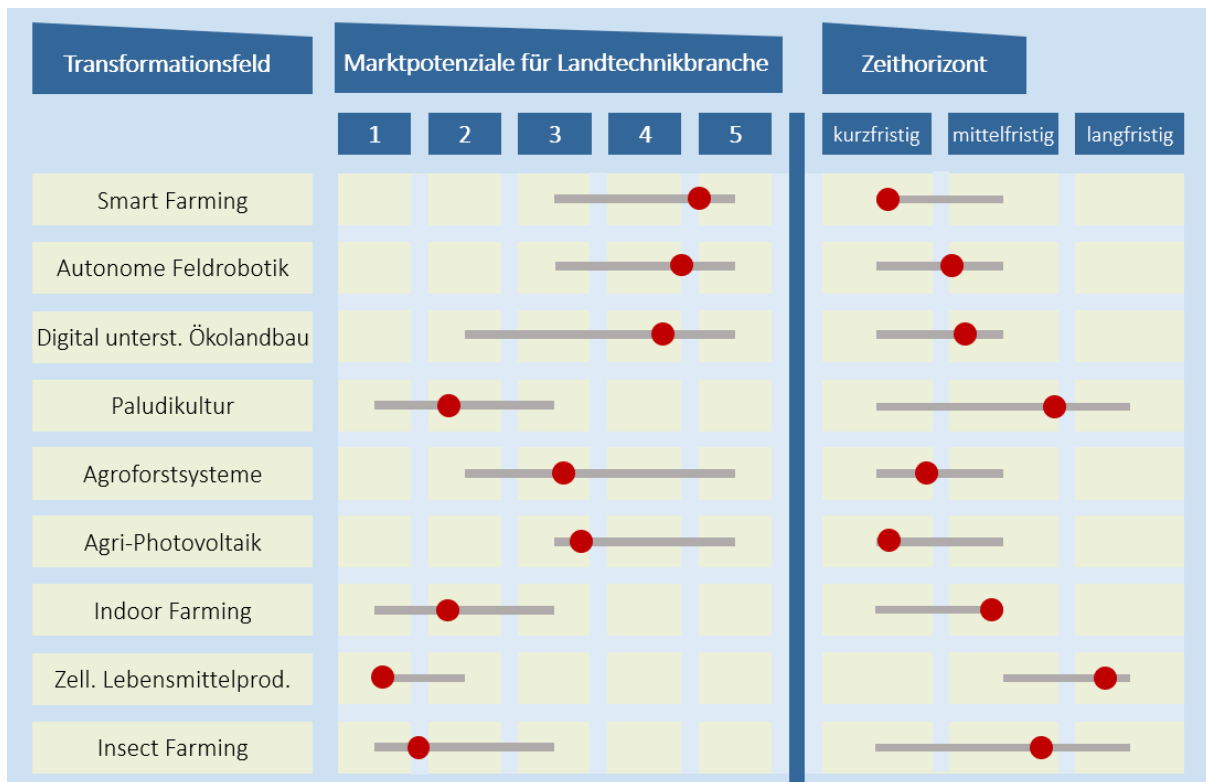 Transformationsfeld
Marktpotenziale für Landtechnikbranche
Zeithorizont
1 2 3 4 5
kurzfristig mittelfristig langfristig
Smart Farming
Autonome Feldrobotik
Digital unterst. Ökolandbau
Paludikultur
Agroforstsysteme
Agri-Photovoltaik
Indoor Farming
Zell. Lebensmittelprod.
Insect Farming